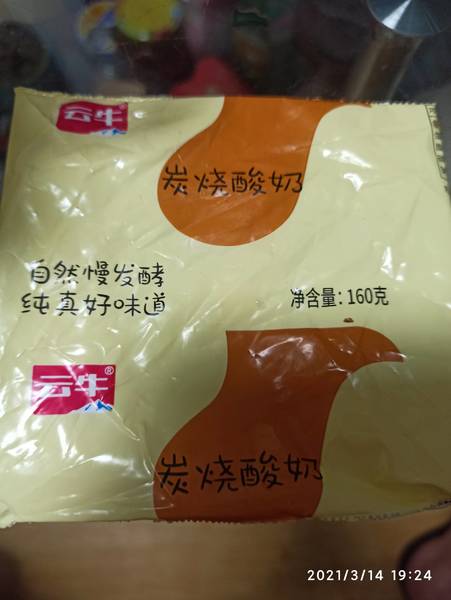 云牛
炭烧酸奶
自然慢发酵
纯真好味道
净含量:160克
云牛®
炭烧酸奶
2021/3/14 19:24